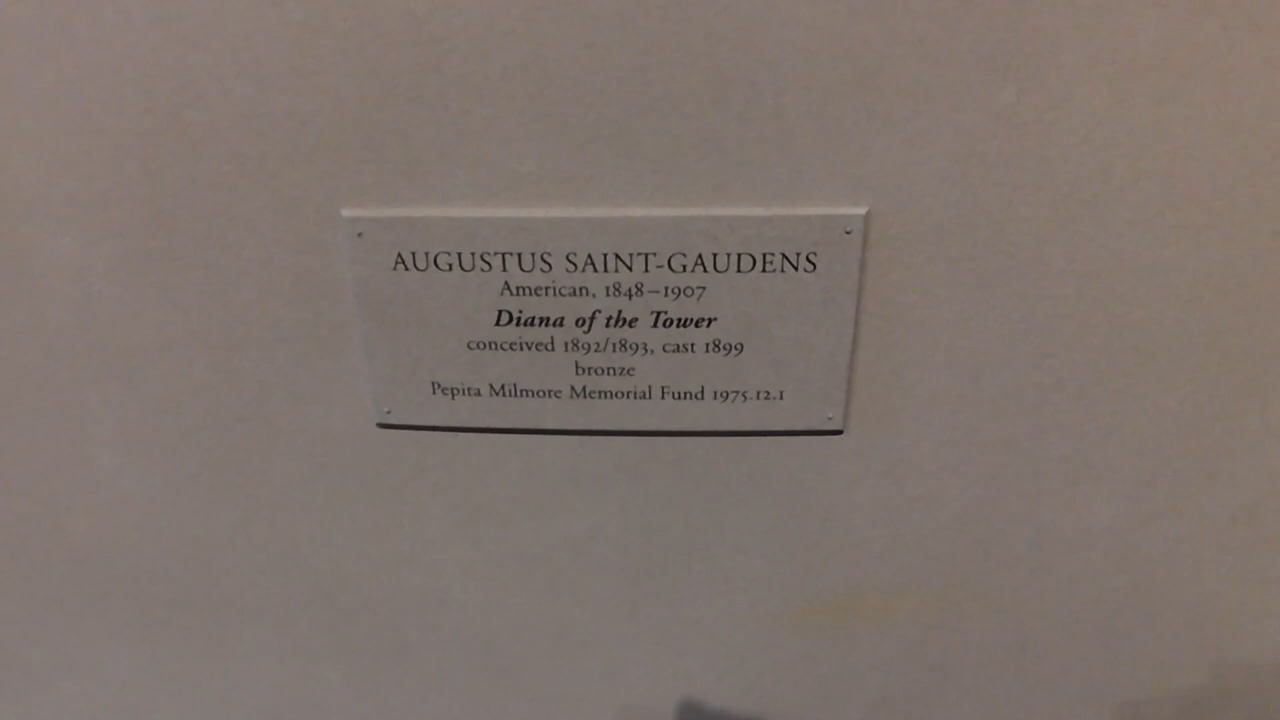 AUGUSTUS SAINT-GAUDENS
American, 1848–1907
Diana of the Tower
conceived 1892/1893, cast 1899
bronze
Pepita Milmore Memorial Fund 1975.12.1